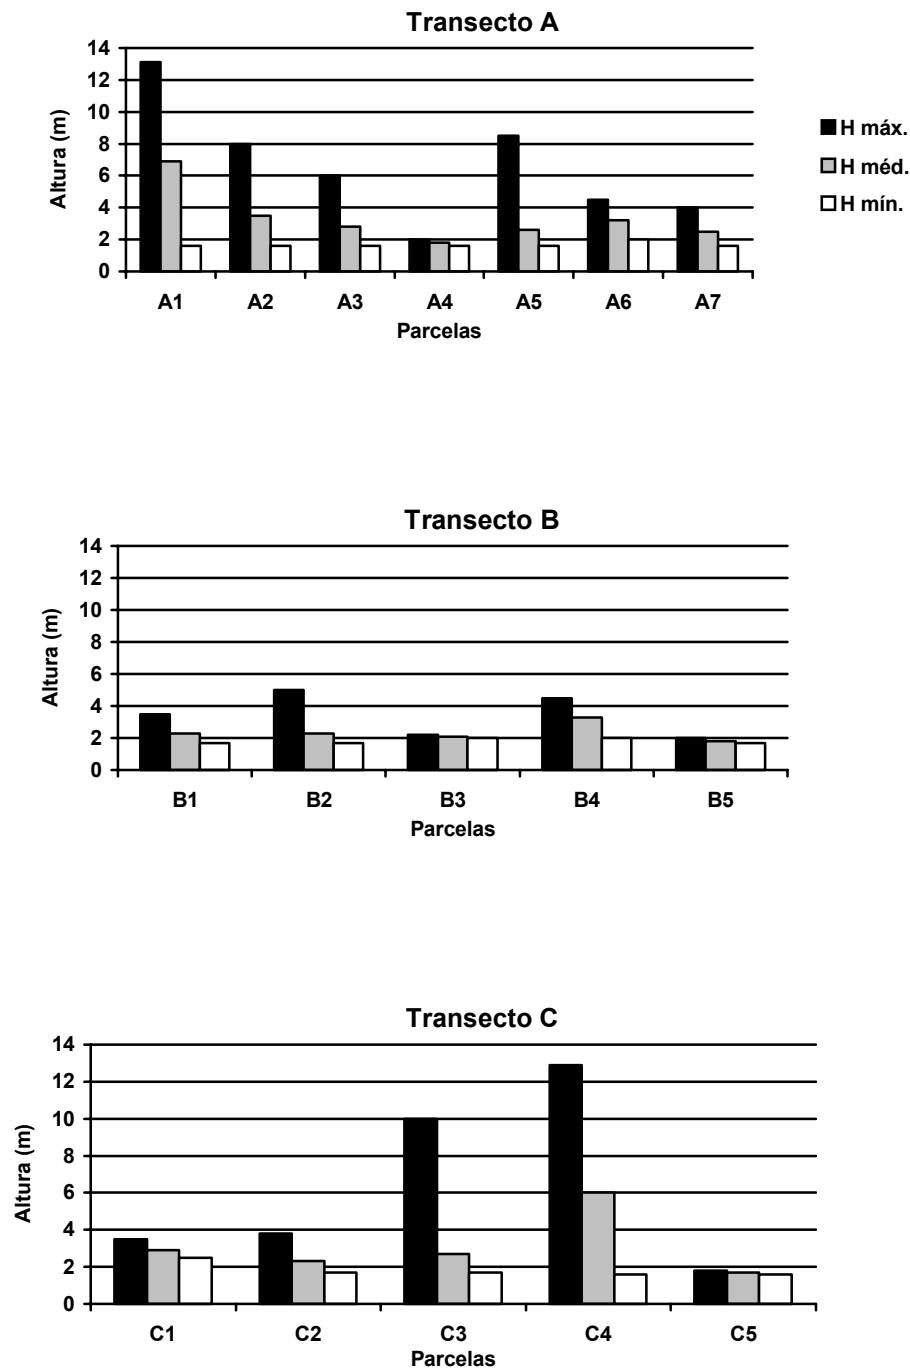 Transecto A
14
12
10
8
6
4
2
0
Altura (m)
A1 A2 A3 A4 A5 A6 A7
Parcelas
H máx.
H méd.
H mín.
Transecto B
14
12
10
8
6
4
2
0
Altura (m)
B1 B2 B3 B4 B5
Parcelas
Transecto C
14
12
10
8
6
4
2
0
Altura (m)
C1 C2 C3 C4 C5
Parcelas